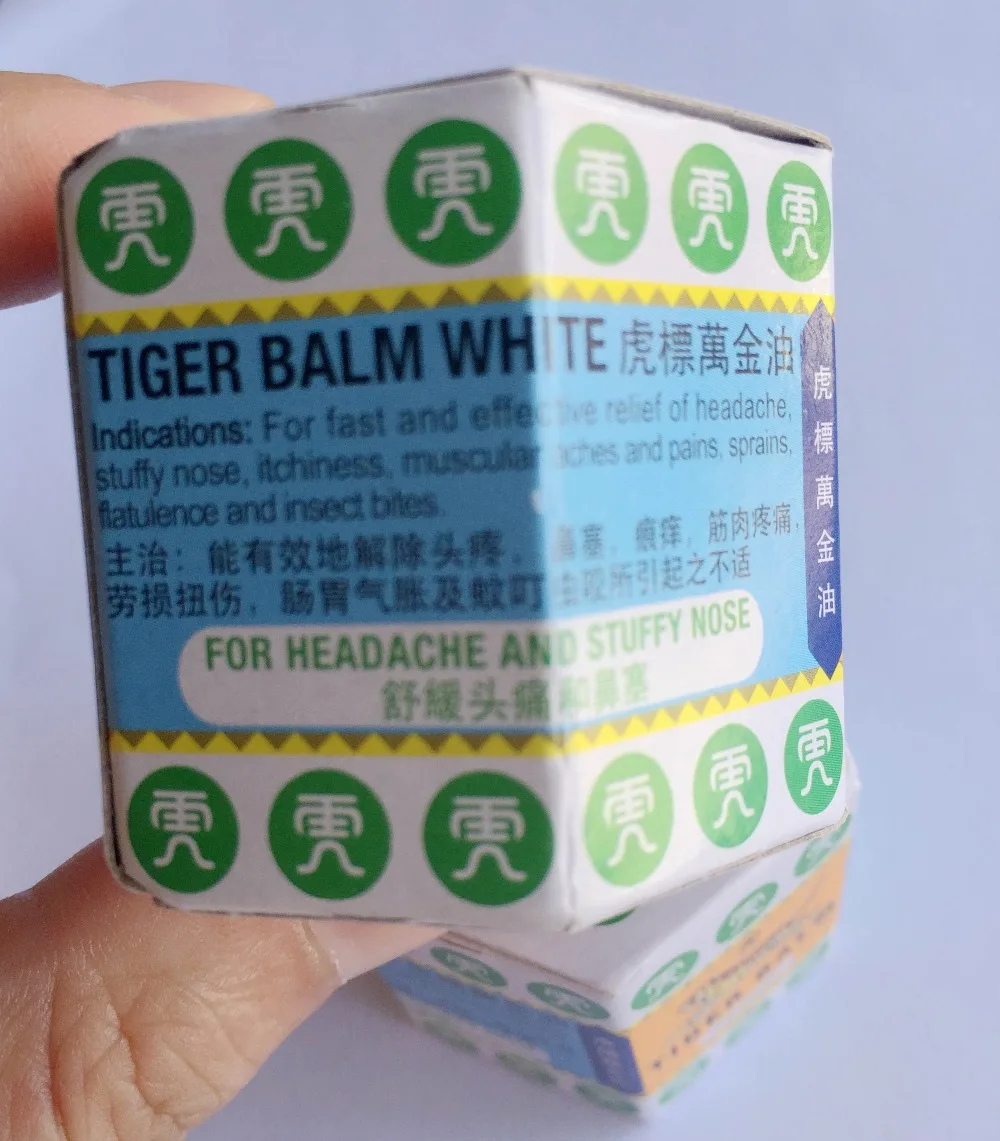 TIGER BALM WHITE 虎標萬金油
Indications: For fast and effective relief of headache,
stuffy nose, itchiness, muscular aches and pains, sprains,
flatulence and insect bites.
主治：能有效地解除头疼，鼻塞，痕痒，筋肉疼痛，
劳损扭伤，肠胃气胀及蚊叮虫咬所引起之不适
FOR HEADACHE AND STUFFY NOSE
舒緩头痛和鼻塞
虎標萬金油
TIGER BALM